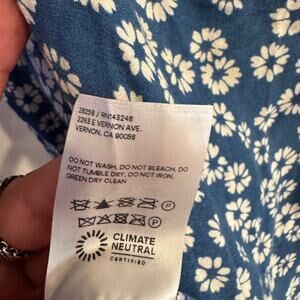 28258 / RN143248
2263 E VERNON AVE.
VERNON, CA 90058
DO NOT WASH, DO NOT BLEACH, DO
NOT TUMBLE DRY, DO NOT IRON.
GREEN DRY CLEAN
P
P
CLIMATE
NEUTRAL
CERTIFIED